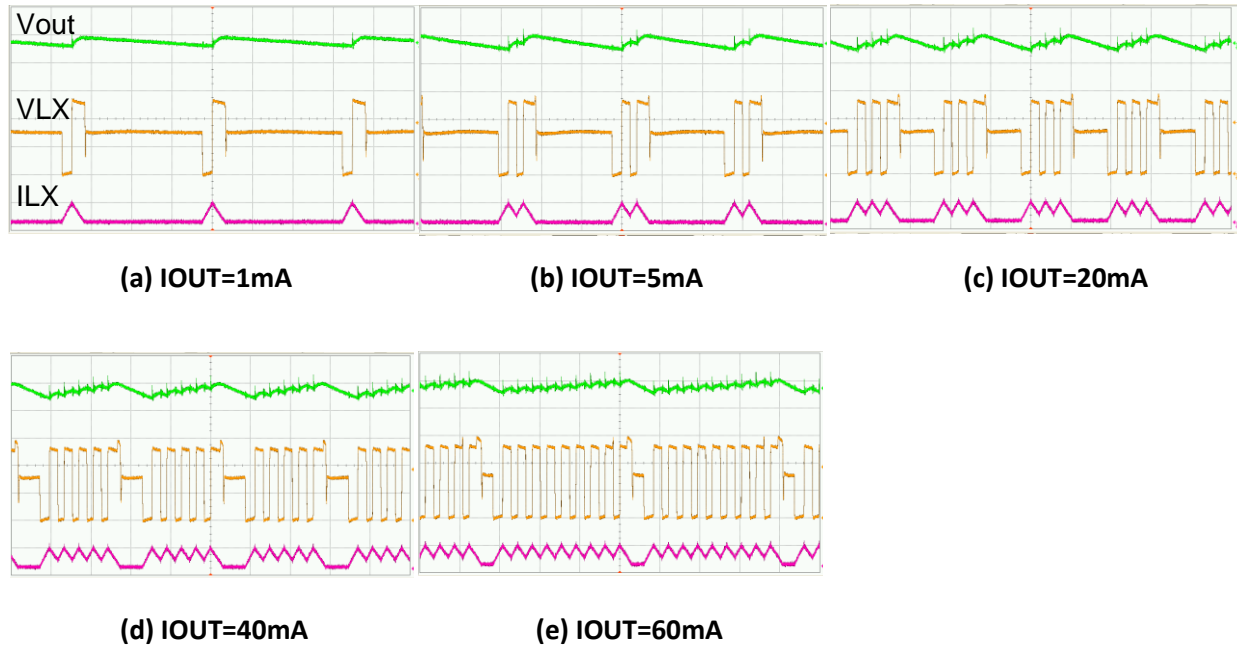 Vout
VLX
ILX
(a) IOUT=1mA
(b) IOUT=5mA
(c) IOUT=20mA
(d) IOUT=40mA
(e) IOUT=60mA